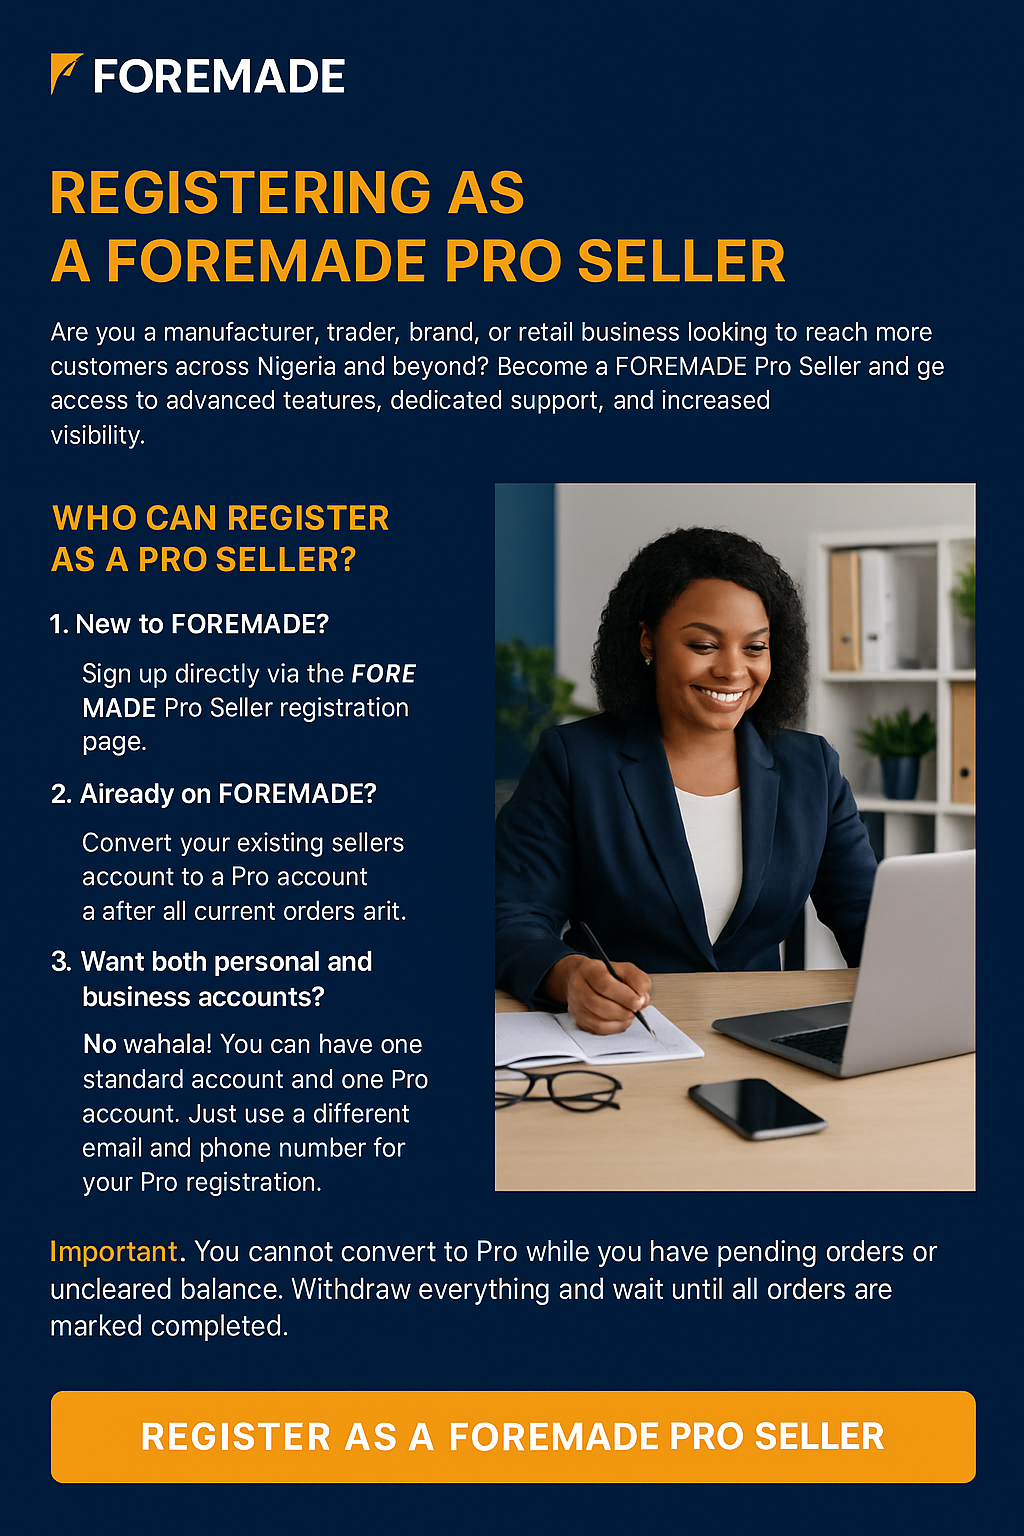 FOREMADE
REGISTERING AS
A FOREMADE PRO SELLER
Are you a manufacturer, trader, brand, or retail business looking to reach more
customers across Nigeria and beyond? Become a FOREMADE Pro Seller and ge
access to advanced teatures, dedicated support, and increased
visibility.
WHO CAN REGISTER
AS A PRO SELLER?
1. New to FOREMADE?
Sign up directly via the FORE
MADE Pro Seller registration
page.
2. Aiready on FOREMADE?
Convert your existing sellers
account to a Pro account
a after all current orders arit.
3. Want both personal and
business accounts?
No wahala! You can have one
standard account and one Pro
account. Just use a different
email and phone number for
your Pro registration.
Important. You cannot convert to Pro while you have pending orders or
uncleared balance. Withdraw everything and wait until all orders are
marked completed.
REGISTER AS A FOREMADE PRO SELLER